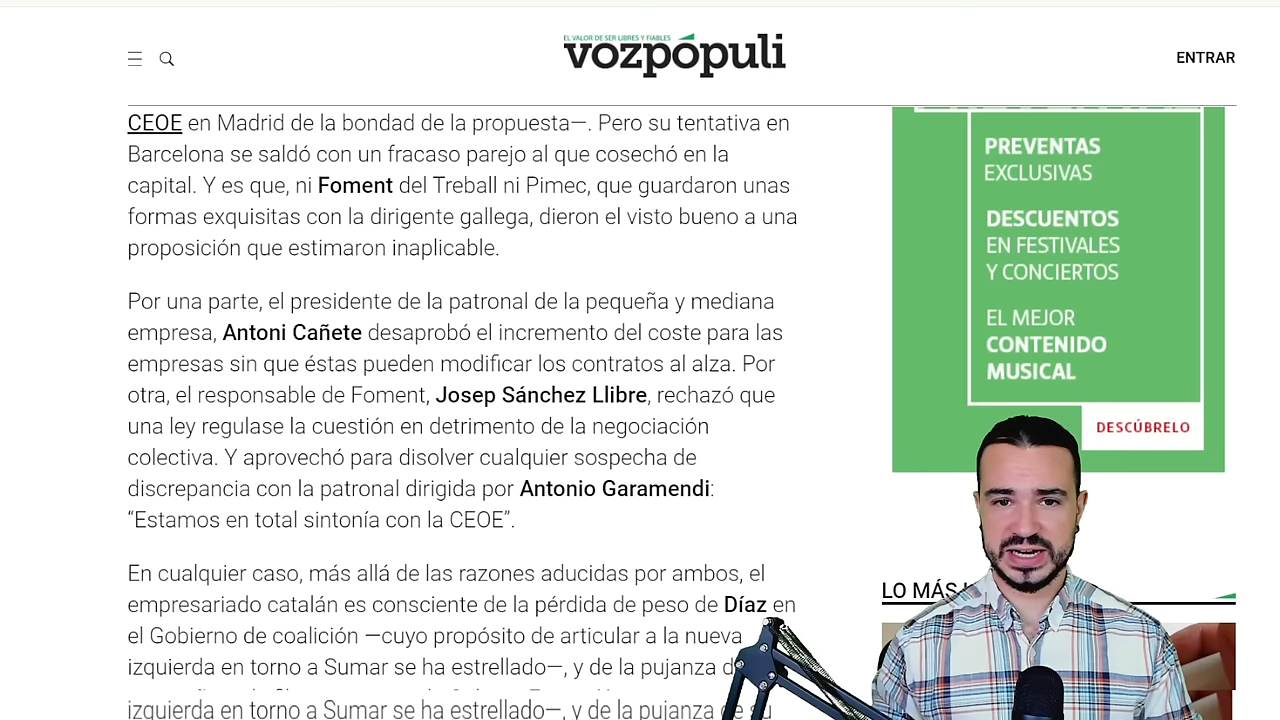 EL VALOR DE SER LIBRES Y FIABLES
vozpópuli
ENTRAR
CEOE en Madrid de la bondad de la propuesta—. Pero su tentativa en
Barcelona se saldó con un fracaso parejo al que cosechó en la
capital. Y es que, ni Foment del Treball ni Pimec, que guardaron unas
formas exquisitas con la dirigente gallega, dieron el visto bueno a una
proposición que estimaron inaplicable.
Por una parte, el presidente de la patronal de la pequeña y mediana
empresa, Antoni Cañete desaprobó el incremento del coste para las
empresas sin que éstas pueden modificar los contratos al alza. Por
otra, el responsable de Foment, Josep Sánchez Llibre, rechazó que
una ley regulase la cuestión en detrimento de la negociación
colectiva. Y aprovechó para disolver cualquier sospecha de
discrepancia con la patronal dirigida por Antonio Garamendi:
“Estamos en total sintonía con la CEOE”.
En cualquier caso, más allá de las razones aducidas por ambos, el
empresariado catalán es consciente de la pérdida de peso de Díaz en
el Gobierno de coalición —cuyo propósito de articular a la nueva
izquierda en torno a Sumar se ha estrellado—, y de la pujanza
izquierda en torno a Sumar se ha estrellado—, y de la pujanza de su
PREVENTAS
EXCLUSIVAS
DESCUENTOS
EN FESTIVALES
Y CONCIERTOS
EL MEJOR
CONTENIDO
MUSICAL
DESCÚBRELO
LO MÁS